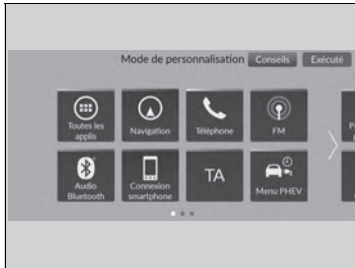 Mode de personnalisation Conseils Exécuté
Toutes les
applis
Navigation
Téléphone
FM
Audio
Bluetooth
Connexion
smartphone
TA
Menu PHEV